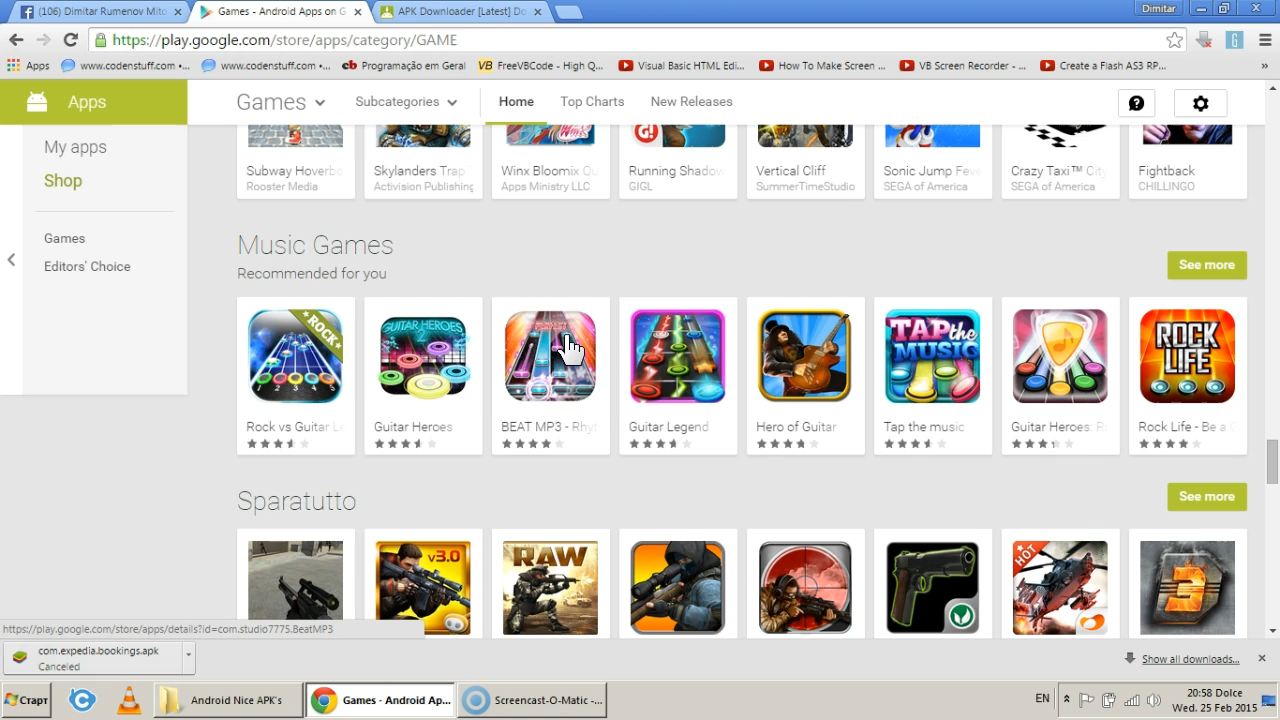 (106) Dimitar Rumenov Mito
Games - Android Apps on G
APK Downloader [Latest] Do
Dimitar
https://play.google.com/store/apps/category/GAME
Apps
www.codenstuff.com •...
www.codenstuff.com •...
cb Programação em Geral
VB FreeVBCode - High Q...
Visual Basic HTML Edi...
How To Make Screen ...
VB Screen Recorder - ...
Create a Flash AS3 RP...
»
Apps
Games
Subcategories
Home
Top Charts
New Releases
My apps
Shop
Games
Editors' Choice
Subway Hoverbo
Rooster Media
Skylanders Trap
Activision Publishing
Winx Bloomix Qu
Apps Ministry LLC
G!
Running Shadow
GIGL
Vertical Cliff
SummerTimeStudio
Sonic Jump Feve
SEGA of America
Crazy Taxi™ City
SEGA of America
Fightback
CHILLINGO
Music Games
Recommended for you
See more
ROCK
Rock vs Guitar Le
GUITAR HEROES
2
Guitar Heroes
BEAT MP3 - Rhy
Guitar Legend
Hero of Guitar
TAP the
MUSIC
Tap the music
Guitar Heroes: R
ROCK
LIFE
Rock Life - Be a G
Sparatutto
See more
v3.0
RAW
HOT
3
https://play.google.com/store/apps/details?id=com.studio7775.BeatMP3
com.expedia.bookings.apk
Canceled
Show all downloads...
Старт
Android Nice APK's
Games - Android Ap...
Screencast-O-Matic -...
EN
20:58 Dolce
Wed. 25 Feb 2015